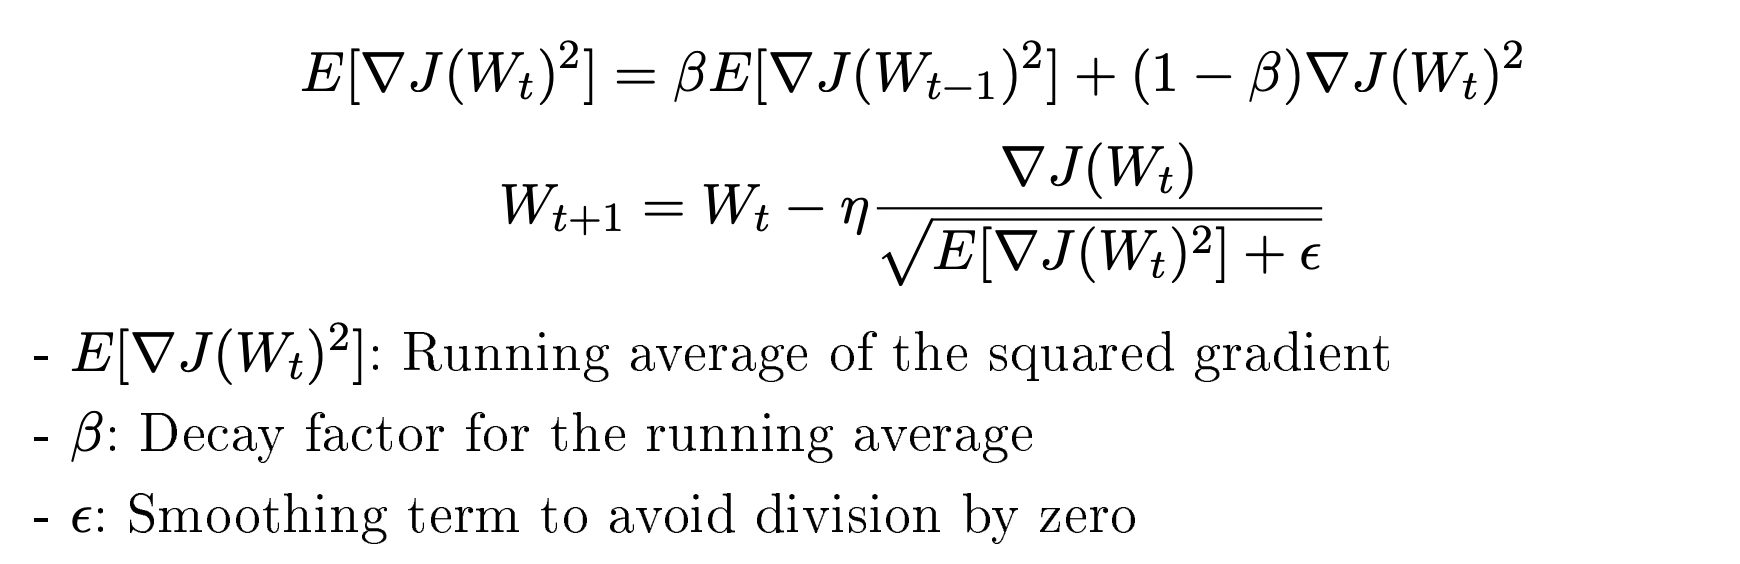 E[∇J(W_t)²] = βE[∇J(W_{t−1})²] + (1 − β)∇J(W_t)²
W_{t+1} = W_t − η ∇J(W_t) / √(E[∇J(W_t)²] + ϵ)
- E[∇J(W_t)²]: Running average of the squared gradient
- β: Decay factor for the running average
- ϵ: Smoothing term to avoid division by zero